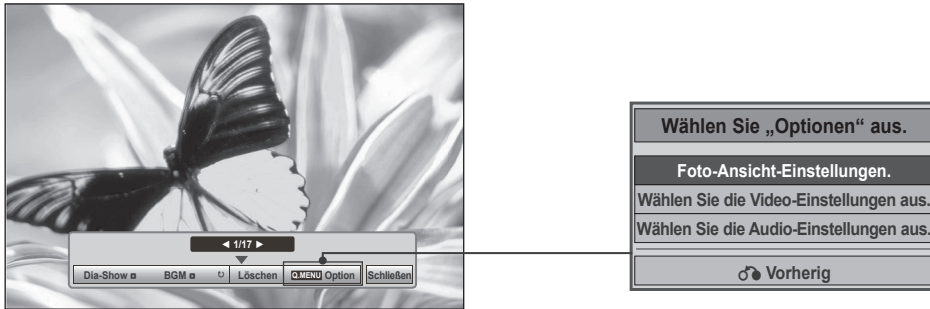 ◀ 1/17 ▶
Dia-Show BGM Löschen Q.MENU Option Schließen
Wählen Sie „Optionen“ aus.
Foto-Ansicht-Einstellungen.
Wählen Sie die Video-Einstellungen aus.
Wählen Sie die Audio-Einstellungen aus.
Vorherig